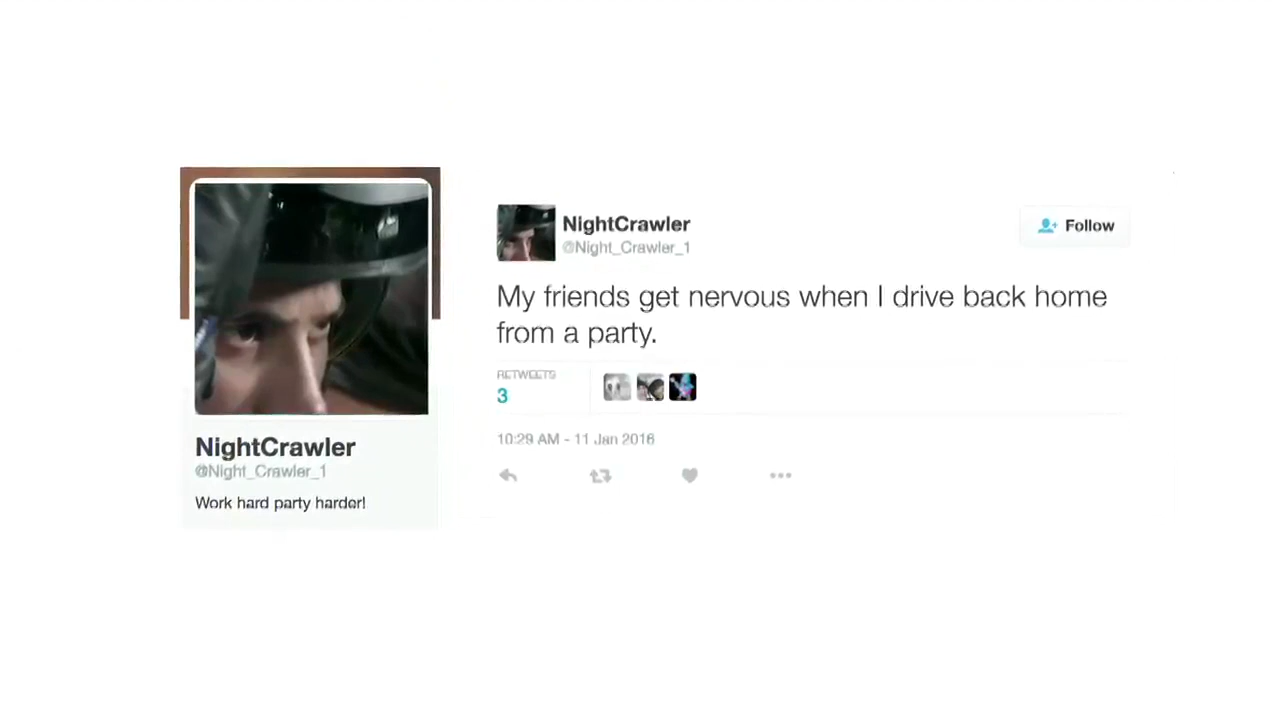 NightCrawler
@Night_Crawler_1
Work hard party harder!
NightCrawler
@Night_Crawler_1
Follow
My friends get nervous when I drive back home
from a party.
RETWEETS
3
10:29 AM - 11 Jan 2016